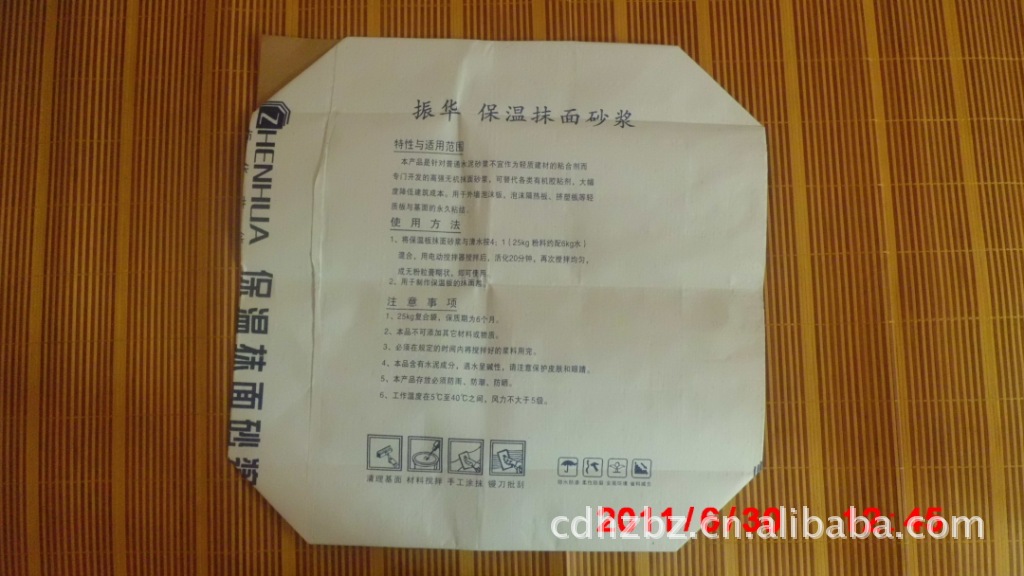 振华 保温抹面砂浆
特性与适用范围
本产品是针对普通水泥砂浆不宜作为轻质建材的粘合剂而
专门开发的高强无机抹面砂浆，可替代各类有机胶粘剂，大幅
度降低建筑成本，用于外墙泡沫板、泡沫隔热板、挤塑板等轻
质板与基面的永久粘结。
使用方法
1、将保温板抹面砂浆与清水按4：1（25kg 粉料约配6kg水）
混合，用电动搅拌器搅拌后，活化20分钟，再次搅拌均匀，
成无粉粒膏糊状，即可使用。
2、用于制作保温板的抹面层。
注意事项
1、25kg复合袋，保质期为6个月。
2、本品不可添加其它材料或物质。
3、必须在规定的时间内将搅拌好的浆料用完。
4、本品含有水泥成分，遇水呈碱性，请注意保护皮肤和眼睛。
5、本产品存放必须防雨、防潮、防晒。
6、工作温度在5℃至40℃之间，风力不大于5级。
清理基面 材料搅拌 手工涂抹 镘刀批刮
ZHENHUA 保温抹面砂浆
2011/6/30
cdhzbz.cn.alibaba.com